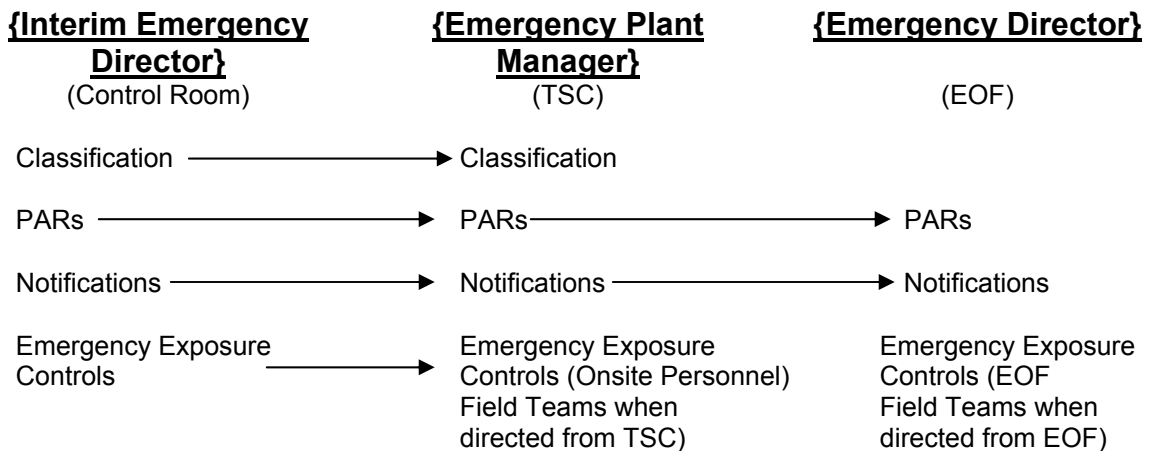 {Interim Emergency Director}
(Control Room)
{Emergency Plant Manager}
(TSC)
{Emergency Director}
(EOF)
Classification
Classification
PARs
PARs
PARs
Notifications
Notifications
Notifications
Emergency Exposure
Controls
Emergency Exposure
Controls (Onsite Personnel)
Field Teams when
directed from TSC)
Emergency Exposure
Controls (EOF
Field Teams when
directed from EOF)